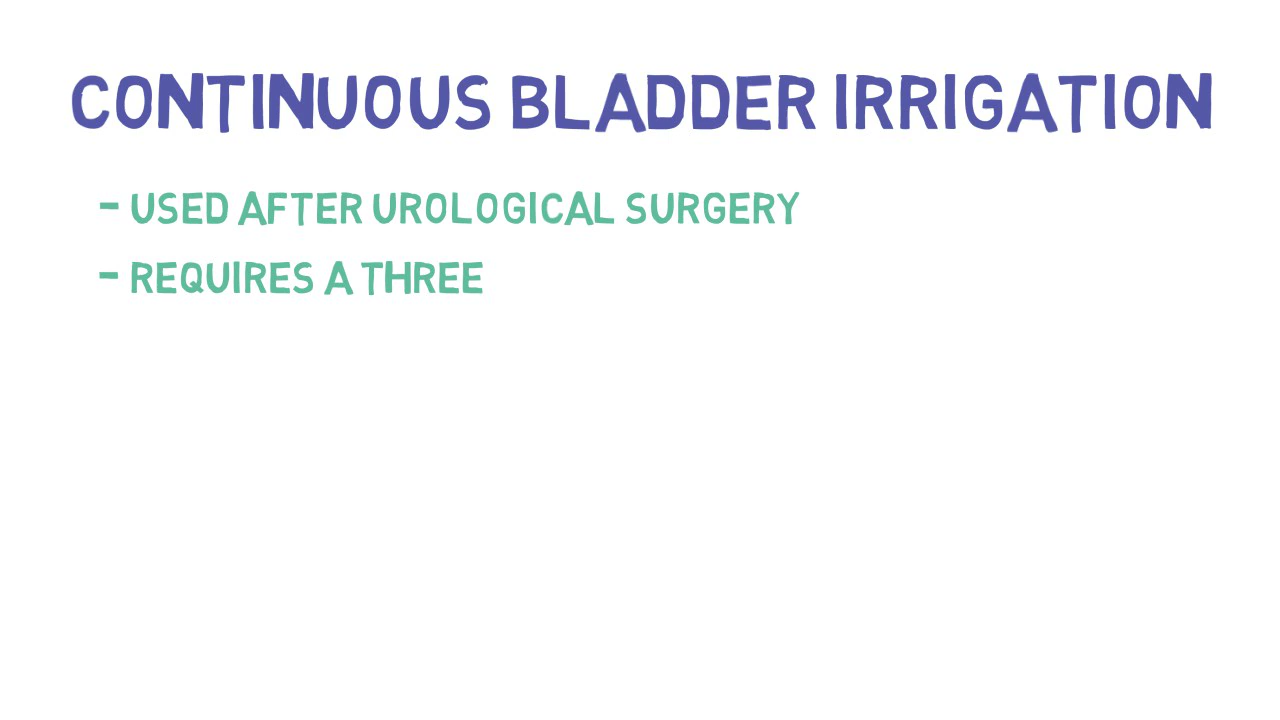 CONTINUOUS BLADDER IRRIGATION
- USED AFTER UROLOGICAL SURGERY
- REQUIRES A THREE